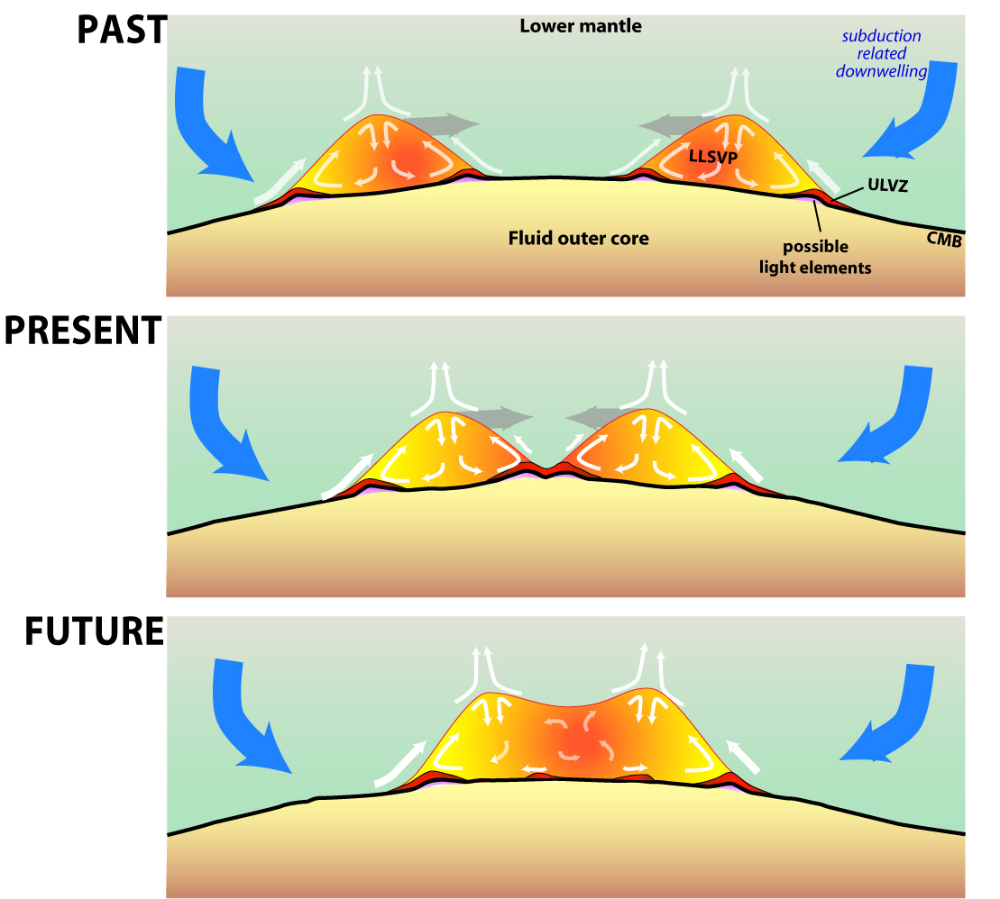 PAST
Lower mantle
subduction
related
downwelling
LLSVP
ULVZ
Fluid outer core
CMB
possible
light elements
PRESENT
FUTURE